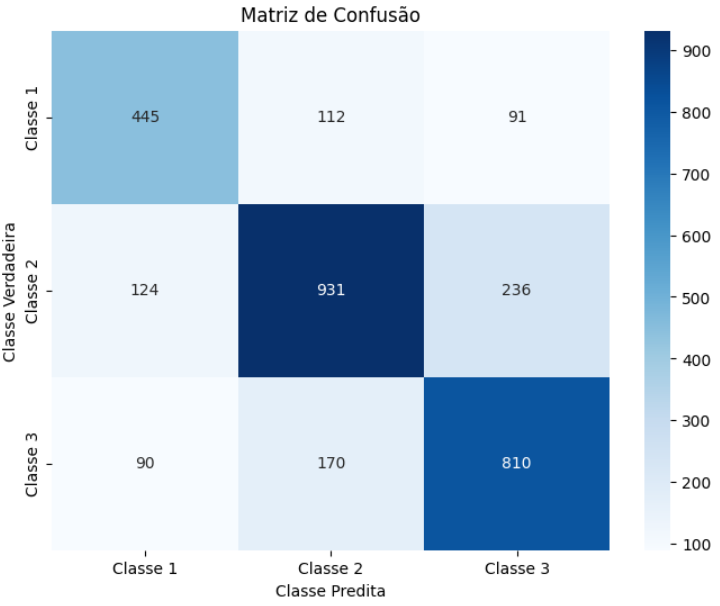 Matriz de Confusão
Classe Verdadeira
Classe 1
445 112 91
Classe 2
124 931 236
Classe 3
90 170 810
Classe 1 Classe 2 Classe 3
Classe Predita
900
800
700
600
500
400
300
200
100